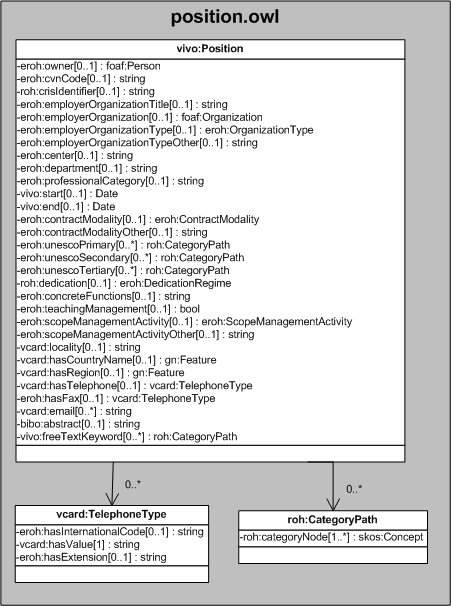 position.owl
vivo:Position
-eroh:owner[0..1] : foaf:Person
-eroh:cvnCode[0..1] : string
-roh:crisIdentifier[0..1] : string
-eroh:employerOrganizationTitle[0..1] : string
-eroh:employerOrganization[0..1] : foaf:Organization
-eroh:employerOrganizationType[0..1] : eroh:OrganizationType
-eroh:employerOrganizationTypeOther[0..1] : string
-eroh:center[0..1] : string
-eroh:department[0..1] : string
-eroh:professionalCategory[0..1] : string
-vivo:start[0..1] : Date
-vivo:end[0..1] : Date
-eroh:contractModality[0..1] : eroh:ContractModality
-eroh:contractModalityOther[0..1] : string
-eroh:unescoPrimary[0..*] : roh:CategoryPath
-eroh:unescoSecondary[0..*] : roh:CategoryPath
-eroh:unescoTertiary[0..*] : roh:CategoryPath
-roh:dedication[0..1] : eroh:DedicationRegime
-eroh:concreteFunctions[0..1] : string
-eroh:teachingManagement[0..1] : bool
-eroh:scopeManagementActivity[0..1] : eroh:ScopeManagementActivity
-eroh:scopeManagementActivityOther[0..1] : string
-vcard:locality[0..1] : string
-vcard:hasCountryName[0..1] : gn:Feature
-vcard:hasRegion[0..1] : gn:Feature
-vcard:hasTelephone[0..1] : vcard:TelephoneType
-eroh:hasFax[0..1] : vcard:TelephoneType
-vcard:email[0..*] : string
-bibo:abstract[0..1] : string
-vivo:freeTextKeyword[0..*] : roh:CategoryPath
0..*
0..*
vcard:TelephoneType
-eroh:hasInternationalCode[0..1] : string
-vcard:hasValue[1] : string
-eroh:hasExtension[0..1] : string
roh:CategoryPath
-roh:categoryNode[1..*] : skos:Concept